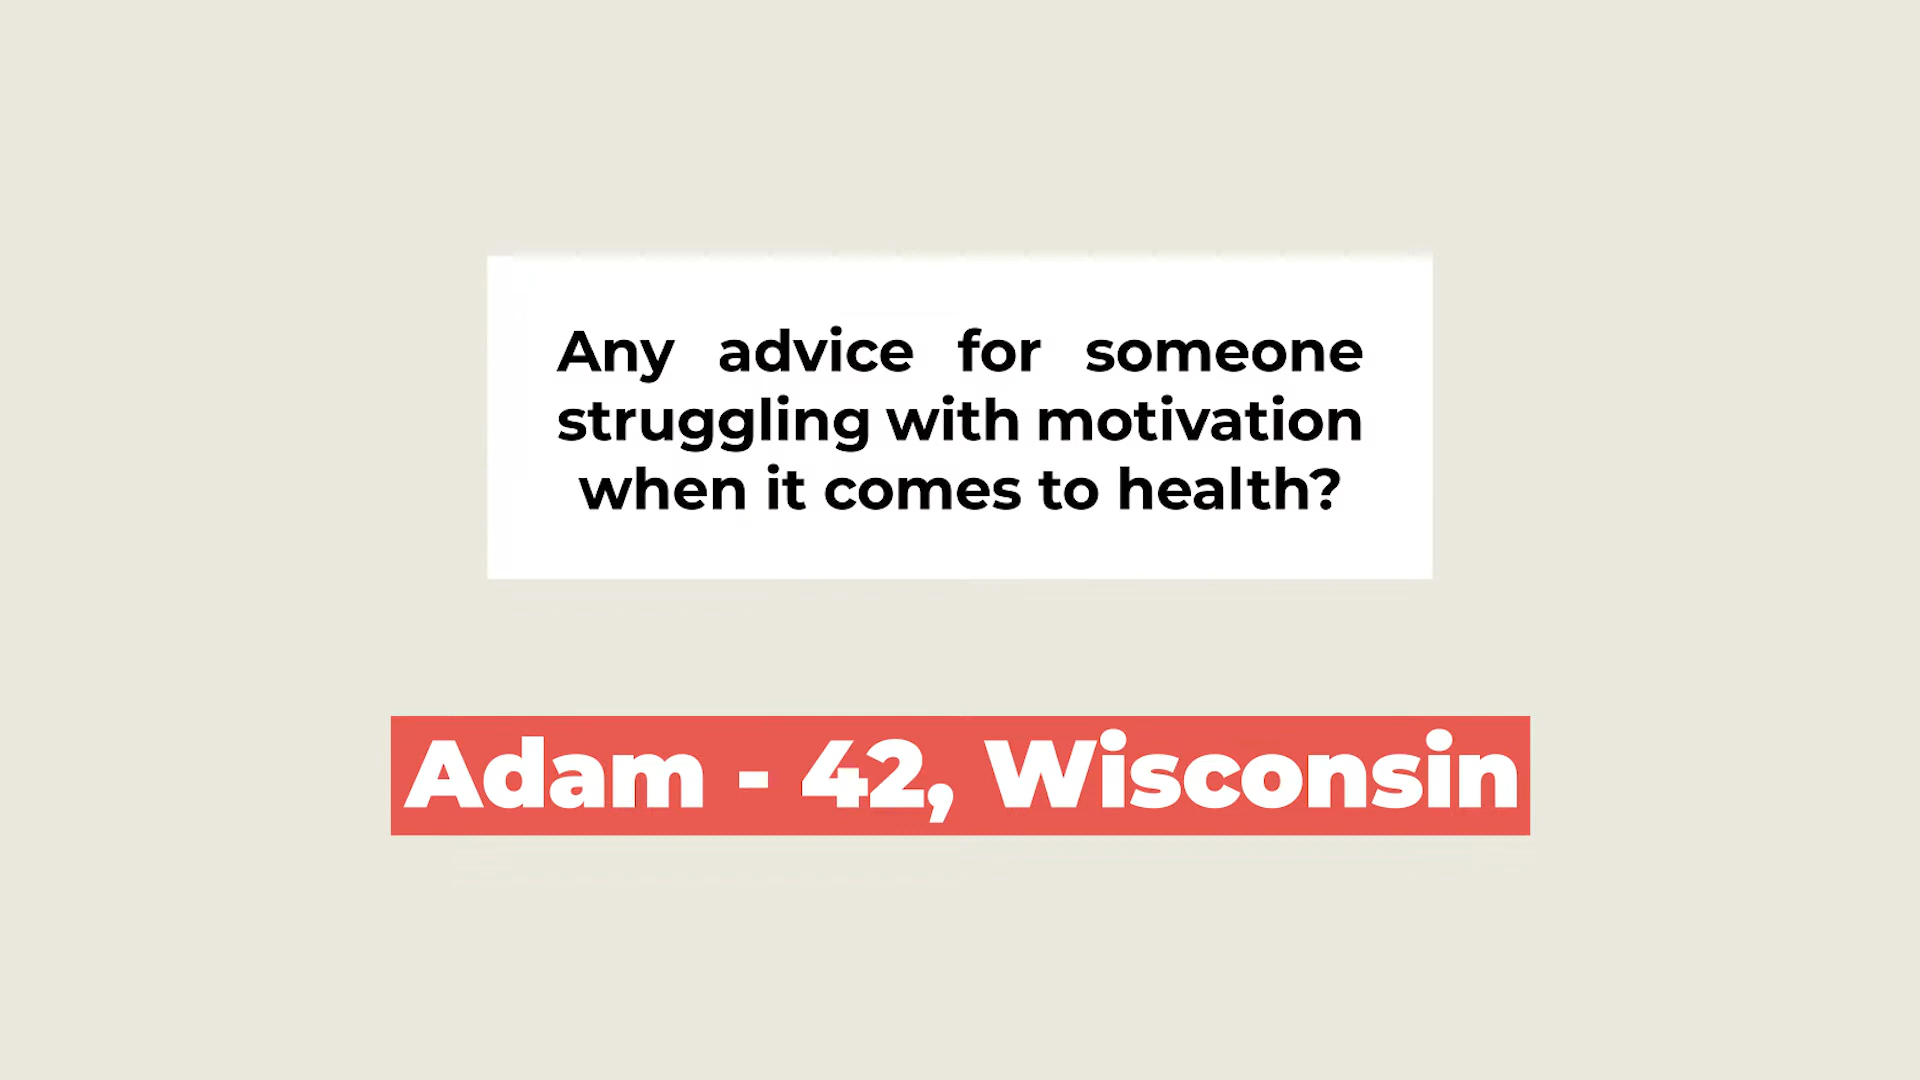 Any advice for someone
struggling with motivation
when it comes to health?
Adam - 42, Wisconsin